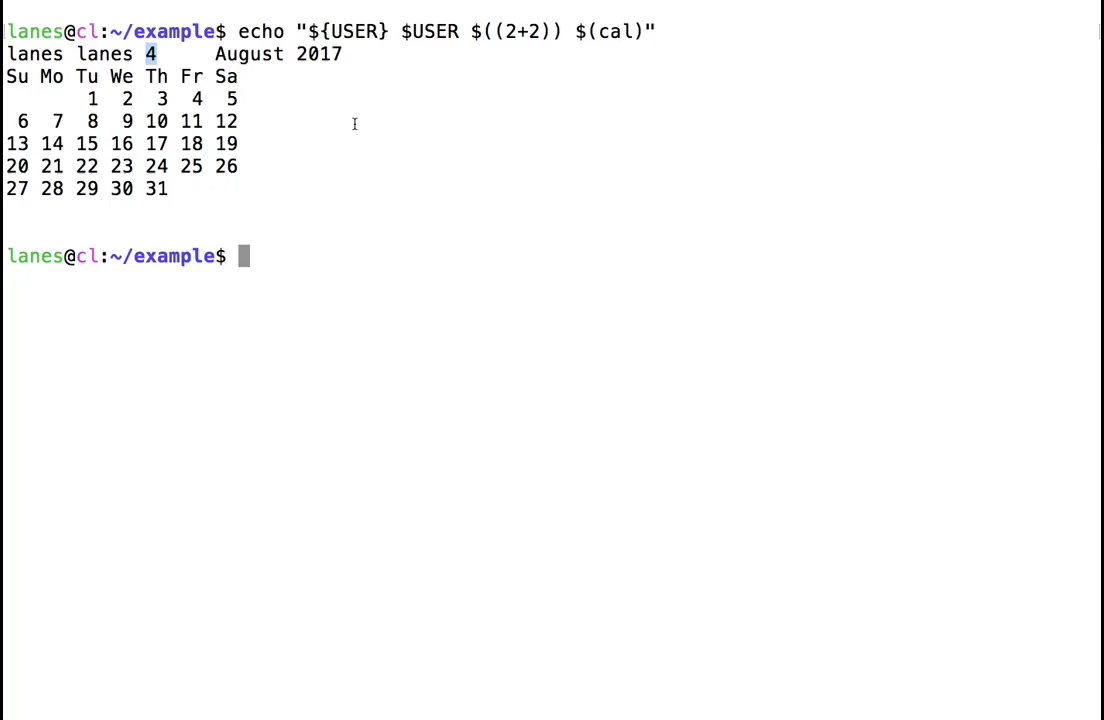 lanes@cl:~/example$ echo "${USER} $USER $((2+2)) $(cal)"
lanes lanes 4     August 2017
Su Mo Tu We Th Fr Sa
       1  2  3  4  5
 6  7  8  9 10 11 12
13 14 15 16 17 18 19
20 21 22 23 24 25 26
27 28 29 30 31
lanes@cl:~/example$